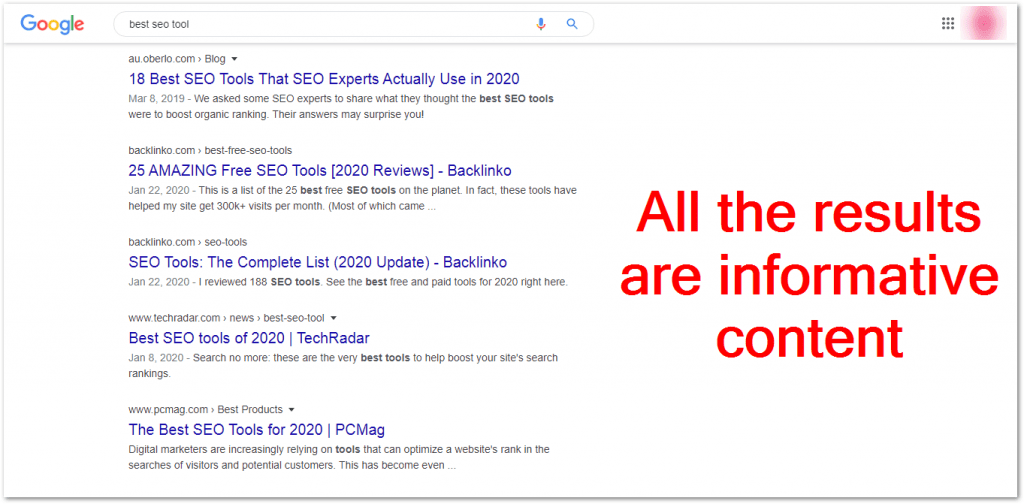 Google
best seo tool
au.oberlo.com › Blog
18 Best SEO Tools That SEO Experts Actually Use in 2020
Mar 8, 2019 - We asked some SEO experts to share what they thought the best SEO tools
were to boost organic ranking. Their answers may surprise you!
backlinko.com › best-free-seo-tools
25 AMAZING Free SEO Tools [2020 Reviews] - Backlinko
Jan 22, 2020 - This is a list of the 25 best free SEO tools on the planet. In fact, these tools have
helped my site get 300k+ visits per month. (Most of which came ...
backlinko.com › seo-tools
SEO Tools: The Complete List (2020 Update) - Backlinko
Jan 22, 2020 - I reviewed 188 SEO tools. See the best free and paid tools for 2020 right here.
www.techradar.com › news › best-seo-tool
Best SEO tools of 2020 | TechRadar
Jan 8, 2020 - Search no more: these are the very best tools to help boost your site's search
rankings.
www.pcmag.com › Best Products
The Best SEO Tools for 2020 | PCMag
Digital marketers are increasingly relying on tools that can optimize a website's rank in the
searches of visitors and potential customers. This has become even ...
All the results
are informative
content